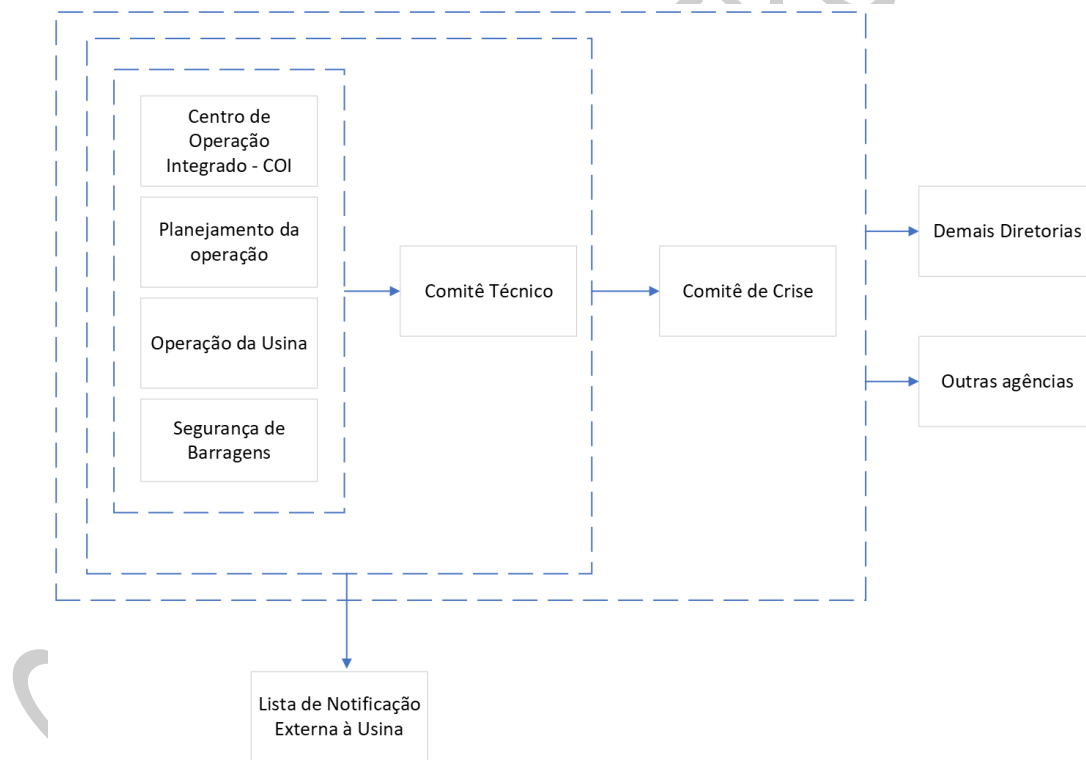 Centro de
Operação
Integrado - COI
Planejamento da
operação
Operação da Usina
Segurança de
Barragens
Comitê Técnico
Comitê de Crise
Demais Diretorias
Outras agências
Lista de Notificação
Externa à Usina